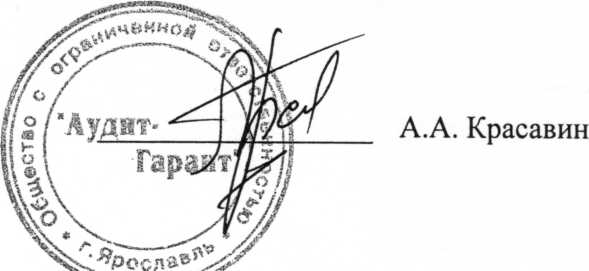 Общество с ограниченной ответственностью
* г. Ярославль *
"Аудит-
Гарант"
А.А. Красавин